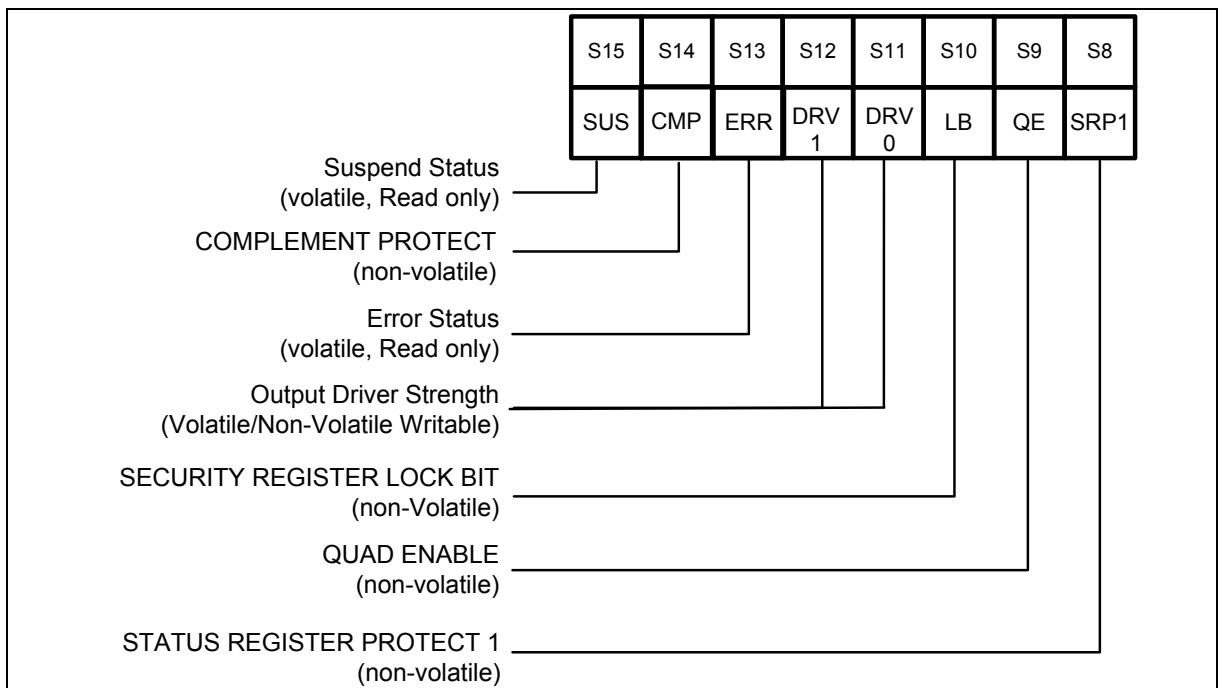 S15 S14 S13 S12 S11 S10 S9 S8
SUS CMP ERR DRV 1 DRV 0 LB QE SRP1
Suspend Status
(volatile, Read only)
COMPLEMENT PROTECT
(non-volatile)
Error Status
(volatile, Read only)
Output Driver Strength
(Volatile/Non-Volatile Writable)
SECURITY REGISTER LOCK BIT
(non-Volatile)
QUAD ENABLE
(non-volatile)
STATUS REGISTER PROTECT 1
(non-volatile)